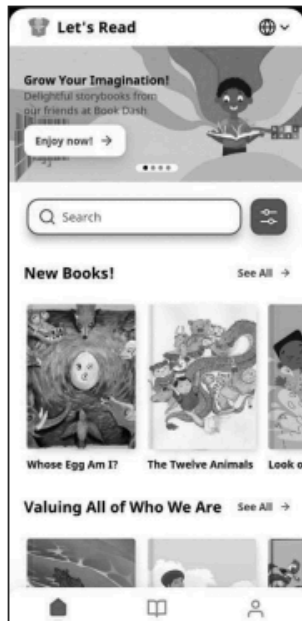 Let's Read
Grow Your Imagination!
Delightful storybooks from
our friends at Book Dash
Enjoy now! →
Search
New Books!
See All →
Whose Egg Am I?
The Twelve Animals
Look o
Valuing All of Who We Are
See All →